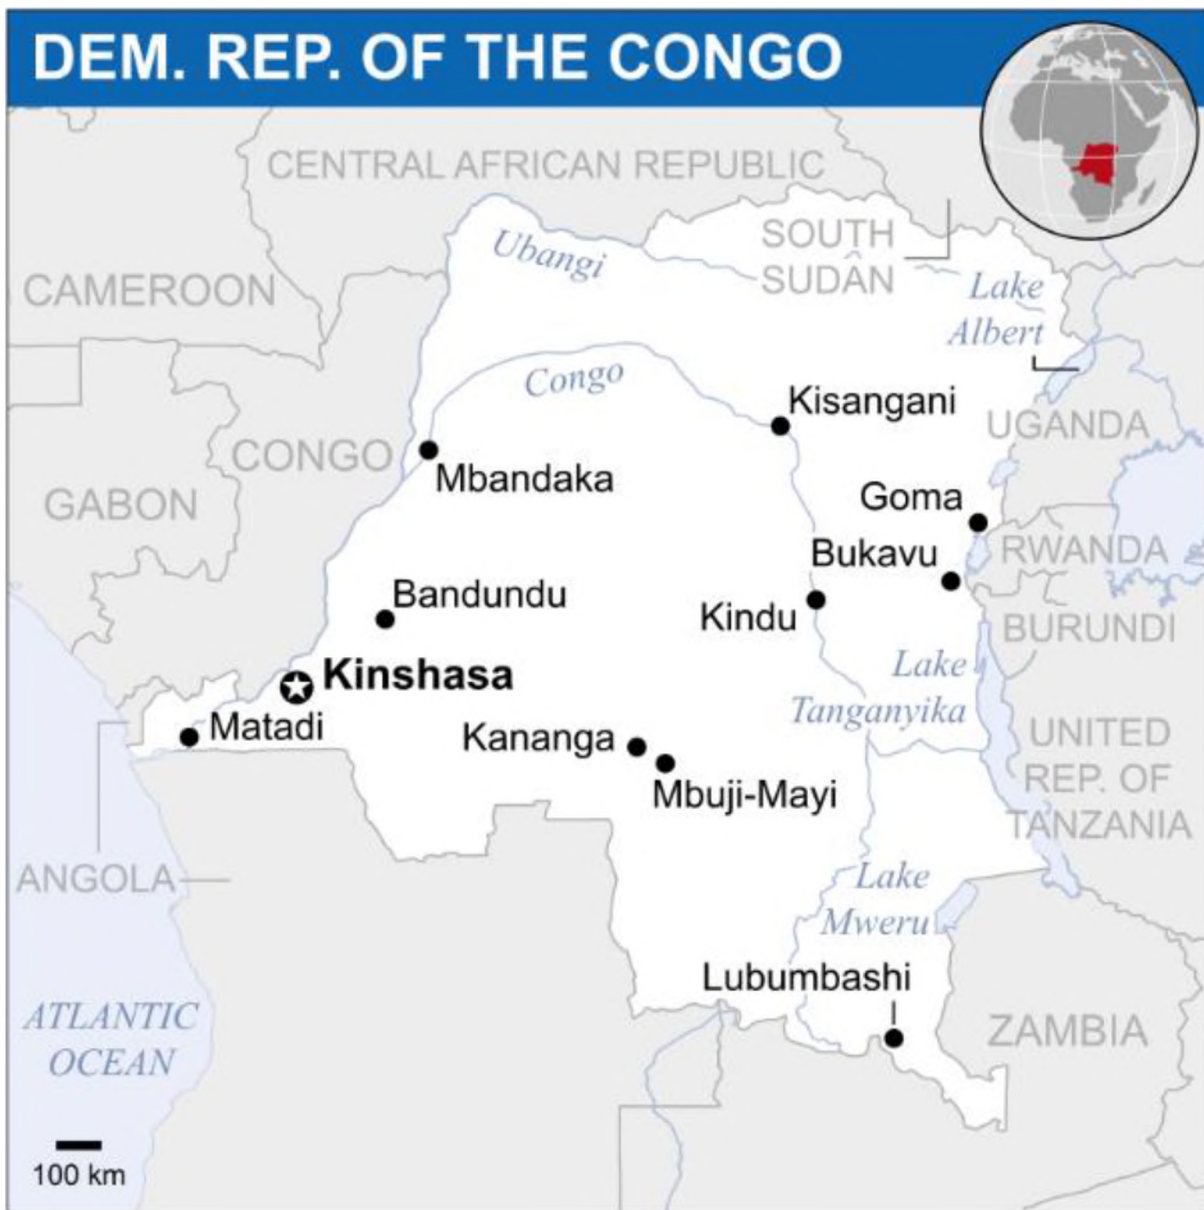 DEM. REP. OF THE CONGO
CENTRAL AFRICAN REPUBLIC
SOUTH
SUDAN
Ubangi
CAMEROON
Lake
Albert
Congo
Kisangani
UGANDA
CONGO
Mbandaka
GABON
Goma
RWANDA
Bukavu
Bandundu
Kindu
BURUNDI
Kinshasa
Lake
Tanganyika
Matadi
Kananga
UNITED
REP. OF
TANZANIA
Mbuji-Mayi
ANGOLA
Lake
Mweru
Lubumbashi
ATLANTIC
OCEAN
ZAMBIA
100 km